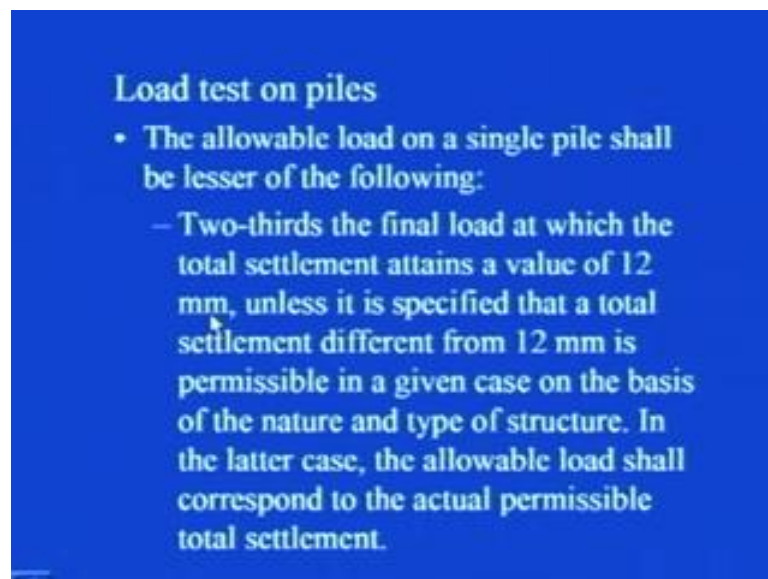 Load test on piles
• The allowable load on a single pile shall
be lesser of the following:
– Two-thirds the final load at which the
total settlement attains a value of 12
mm, unless it is specified that a total
settlement different from 12 mm is
permissible in a given case on the basis
of the nature and type of structure. In
the latter case, the allowable load shall
correspond to the actual permissible
total settlement.